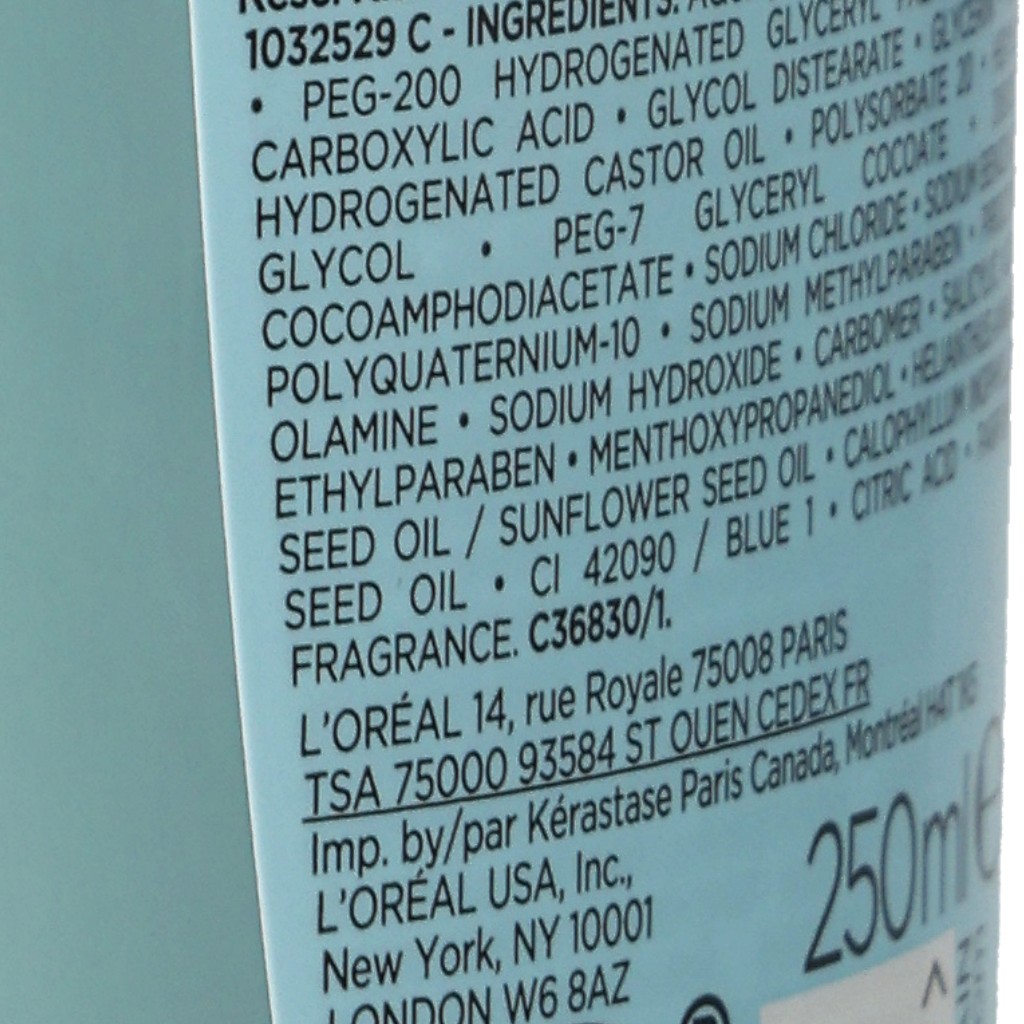 1032529 C - INGREDIENTS:
• PEG-200 HYDROGENATED GLYCERYL
CARBOXYLIC ACID • GLYCOL DISTEARATE •
HYDROGENATED CASTOR OIL • POLYSORBATE 20 •
GLYCOL • PEG-7 GLYCERYL COCOATE •
COCOAMPHODIACETATE • SODIUM CHLORIDE • SODIUM
POLYQUATERNIUM-10 • SODIUM METHYLPARABEN •
OLAMINE • SODIUM HYDROXIDE • CARBOMER •
ETHYLPARABEN • MENTHOXYPROPANEDIOL •
SEED OIL / SUNFLOWER SEED OIL • CALOPHYLLUM
SEED OIL • CI 42090 / BLUE 1 • CITRIC ACID •
FRAGRANCE. C36830/1.
L'ORÉAL 14, rue Royale 75008 PARIS
TSA 75000 93584 ST OUEN CEDEX FR
Imp. by/par Kérastase Paris Canada, Montréal
L'ORÉAL USA, Inc.,
New York, NY 10001
LONDON W6 8AZ
250ml e